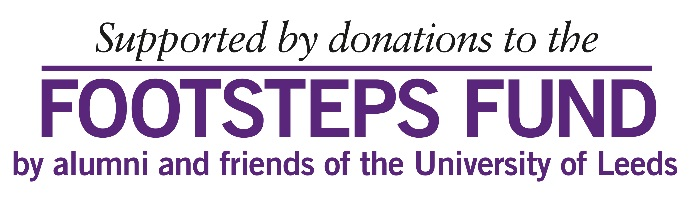 Supported by donations to the
FOOTSTEPS FUND
by alumni and friends of the University of Leeds